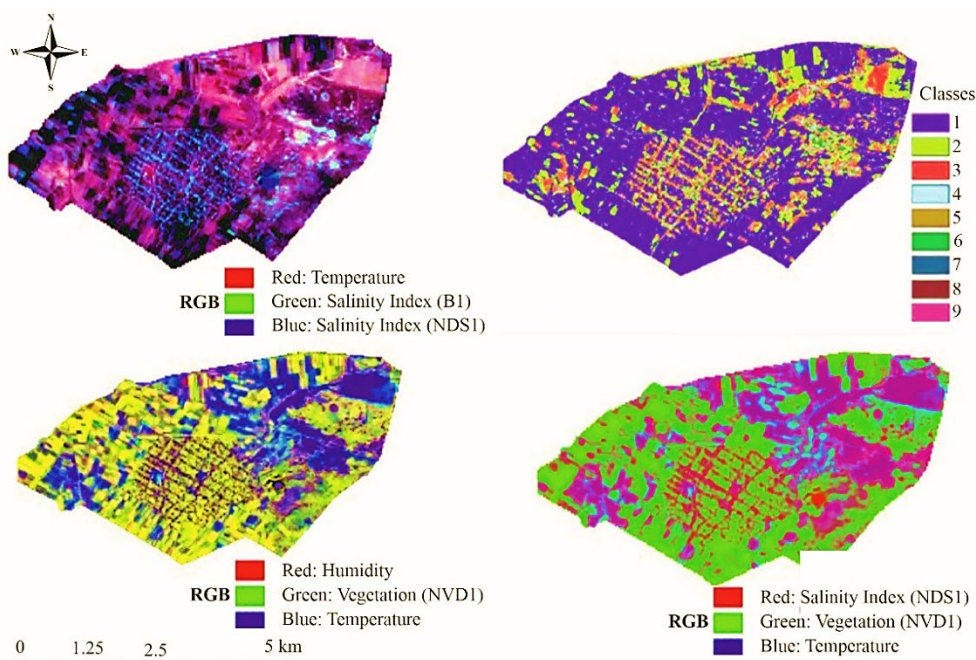 N
W E
S
Classes
1
2
3
4
5
6
7
8
9
Red: Temperature
RGB Green: Salinity Index (B1)
Blue: Salinity Index (NDS1)
Red: Humidity
RGB Green: Vegetation (NVD1)
Blue: Temperature
Red: Salinity Index (NDS1)
RGB Green: Vegetation (NVD1)
Blue: Temperature
0 1.25 2.5 5 km